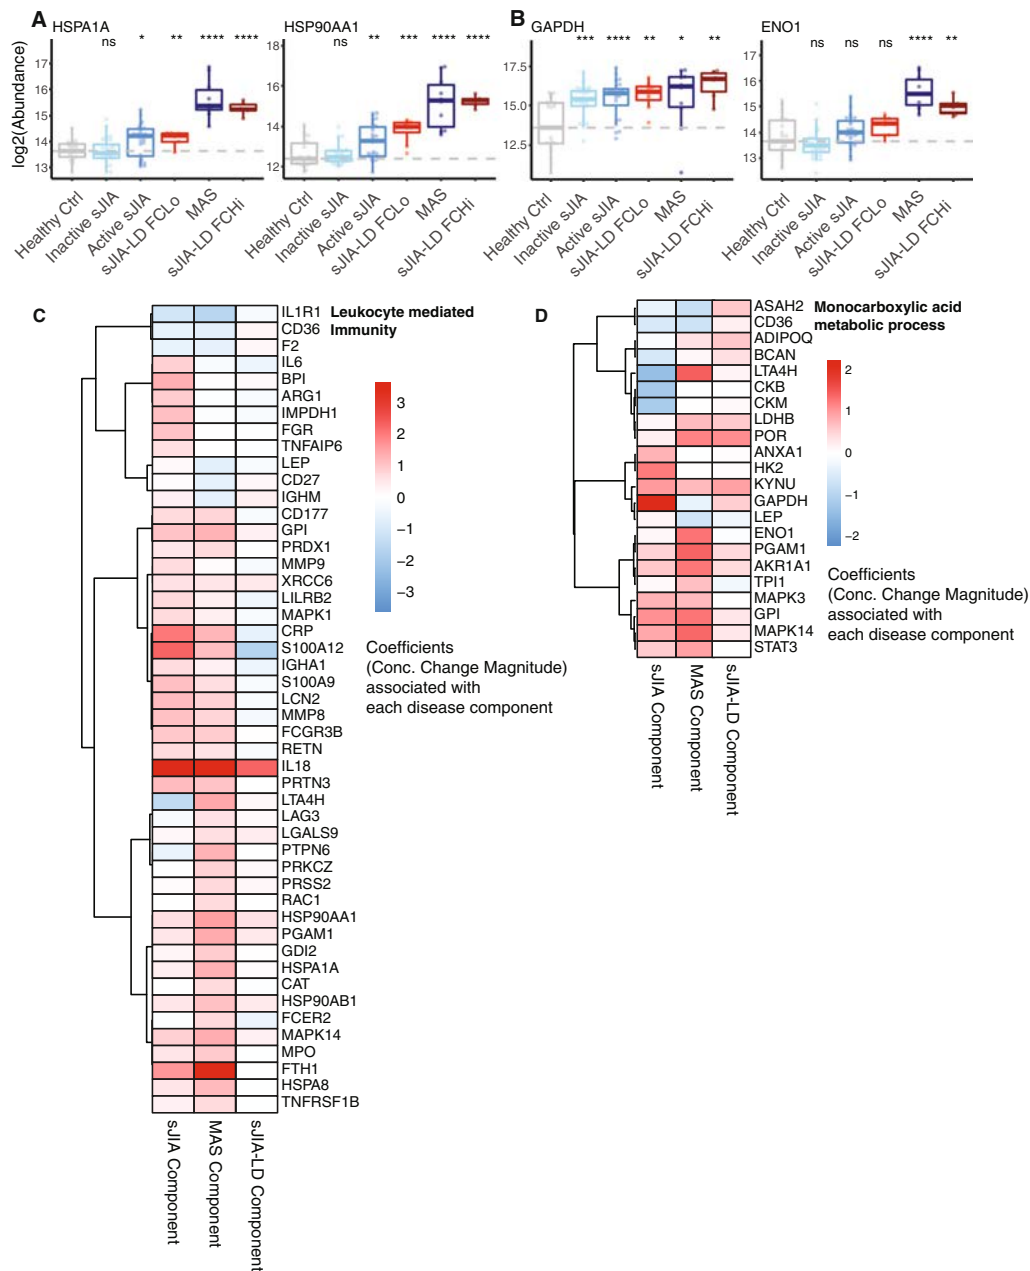 A
HSPA1A
ns * ** **** ****
log2(Abundance)
17
16
15
14
13
Healthy Ctrl
Inactive sJIA
Active sJIA
sJIA-LD FCLo
MAS
sJIA-LD FCHi
HSP90AA1
ns ** *** **** ****
18
16
14
12
Healthy Ctrl
Inactive sJIA
Active sJIA
sJIA-LD FCLo
MAS
sJIA-LD FCHi
B
GAPDH
*** **** ** * **
17.5
15.0
12.5
Healthy Ctrl
Inactive sJIA
Active sJIA
sJIA-LD FCLo
MAS
sJIA-LD FCHi
ENO1
ns ns ns **** **
17
16
15
14
13
Healthy Ctrl
Inactive sJIA
Active sJIA
sJIA-LD FCLo
MAS
sJIA-LD FCHi
C
Leukocyte mediated
Immunity
IL1R1
CD36
F2
IL6
BPI
ARG1
IMPDH1
FGR
TNFAIP6
LEP
CD27
IGHM
CD177
GPI
PRDX1
MMP9
XRCC6
LILRB2
MAPK1
CRP
S100A12
IGHA1
S100A9
LCN2
MMP8
FCGR3B
RETN
IL18
PRTN3
LTA4H
LAG3
LGALS9
PTPN6
PRKCZ
PRSS2
RAC1
HSP90AA1
PGAM1
GDI2
HSPA1A
CAT
HSP90AB1
FCER2
MAPK14
MPO
FTH1
HSPA8
TNFRSF1B
sJIA Component
MAS Component
sJIA-LD Component
3
2
1
0
−1
−2
−3
Coefficients
(Conc. Change Magnitude)
associated with
each disease component
D
Monocarboxylic acid
metabolic process
ASAH2
CD36
ADIPOQ
BCAN
LTA4H
CKB
CKM
LDHB
POR
ANXA1
HK2
KYNU
GAPDH
LEP
ENO1
PGAM1
AKR1A1
TPI1
MAPK3
GPI
MAPK14
STAT3
sJIA Component
MAS Component
sJIA-LD Component
2
1
0
−1
−2
Coefficients
(Conc. Change Magnitude)
associated with
each disease component